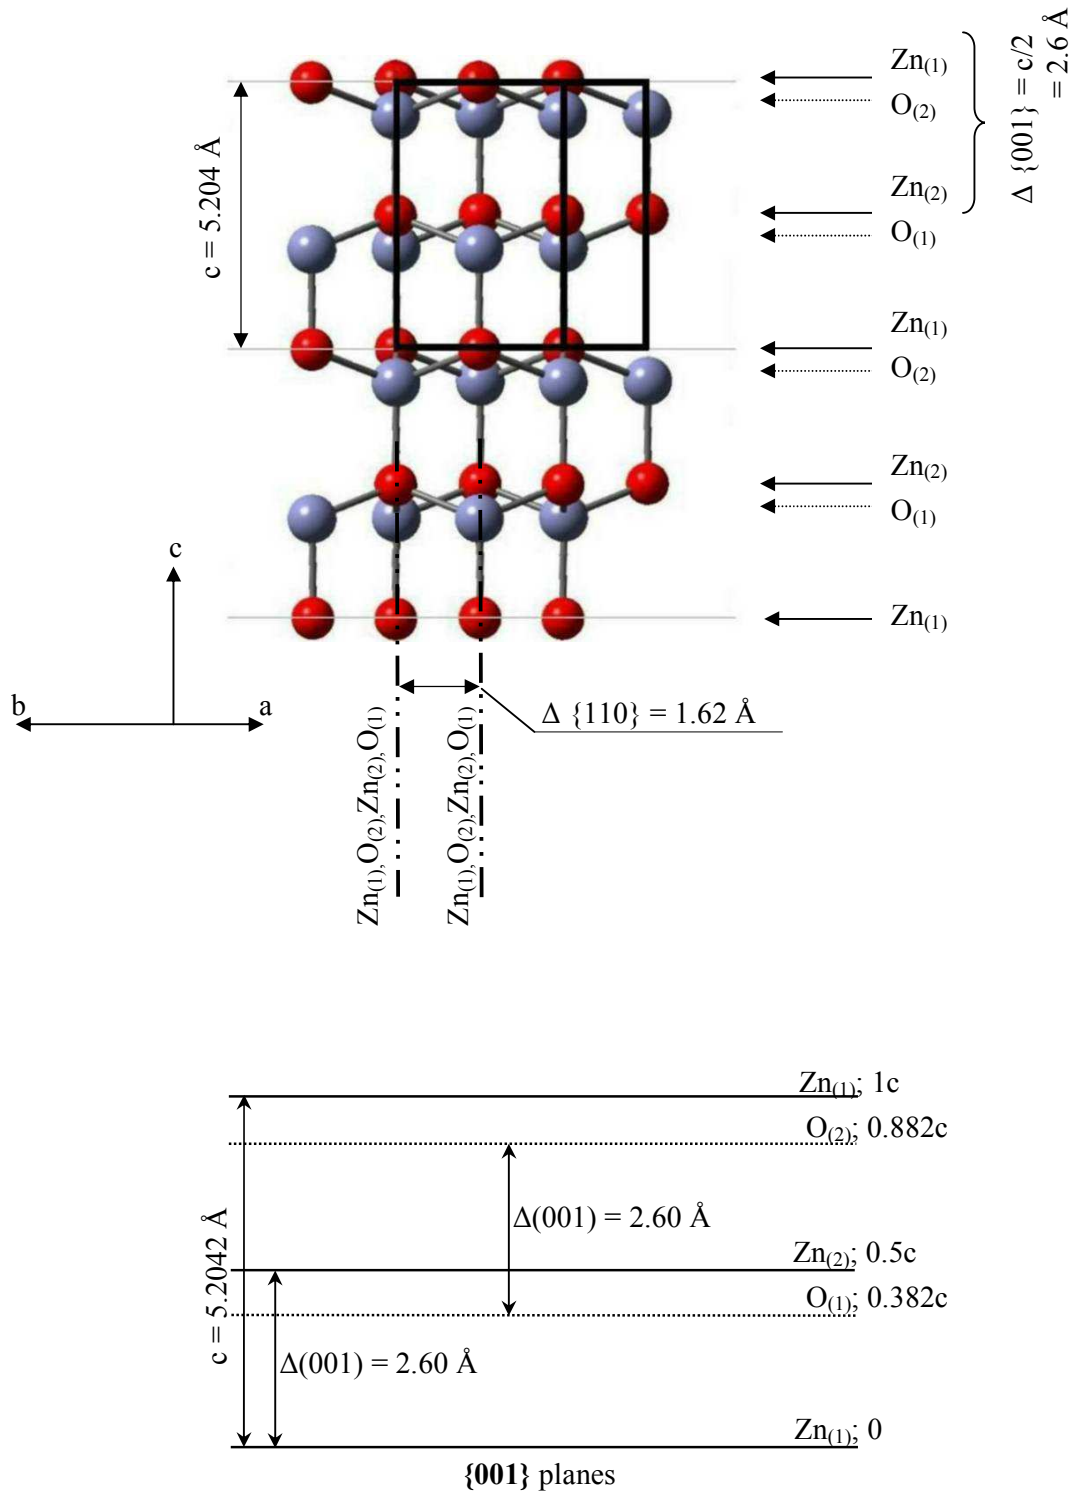 Zn(1)
O(2)
Zn(2)
O(1)
Zn(1)
O(2)
Zn(2)
O(1)
Zn(1)
Δ {001} = c/2
= 2.6 Å
c = 5.204 Å
c
b
a
Δ {110} = 1.62 Å
Zn(1),O(2),Zn(2),O(1)
Zn(1),O(2),Zn(2),O(1)
Zn(1); 1c
O(2); 0.882c
Δ(001) = 2.60 Å
Zn(2); 0.5c
O(1); 0.382c
c = 5.2042 Å
Δ(001) = 2.60 Å
Zn(1); 0
{001} planes